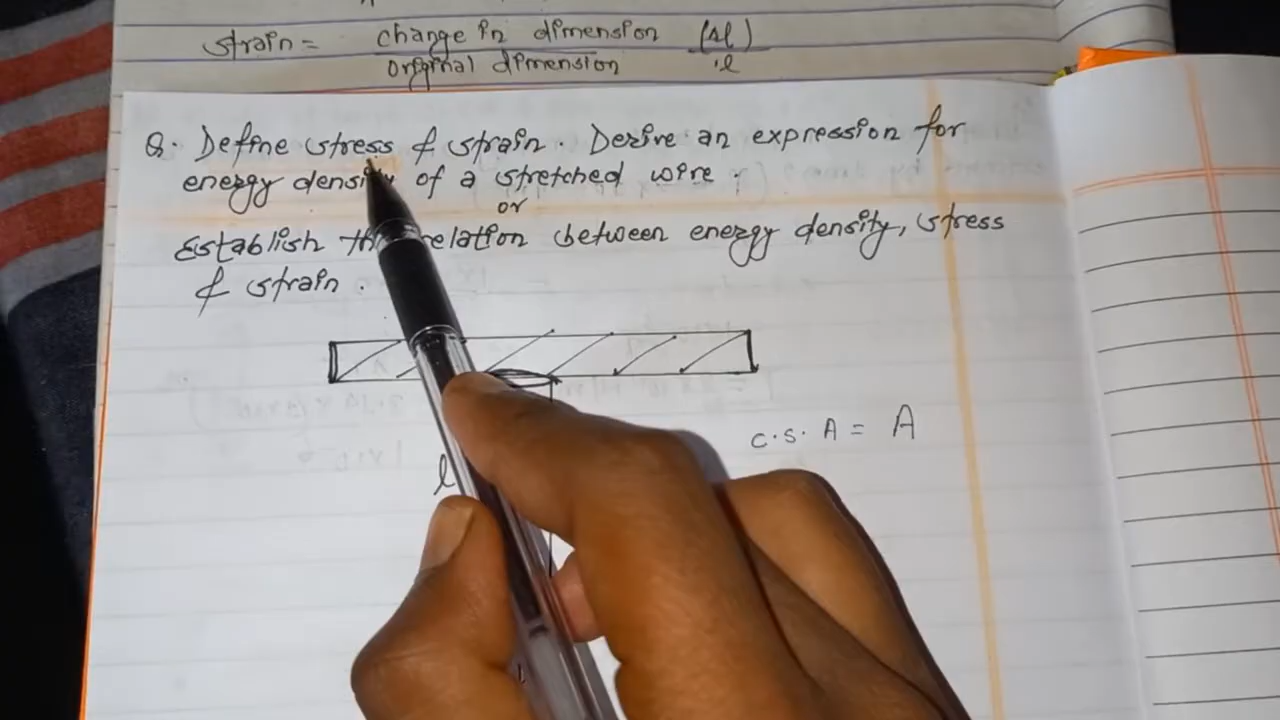 strain = change in dimension (Δl)
original dimension .l
Q. Define stress & strain. Derive an expression for
energy density of a stretched wire.
or
Establish the relation between energy density, stress
& strain.
C.S. A = A
l